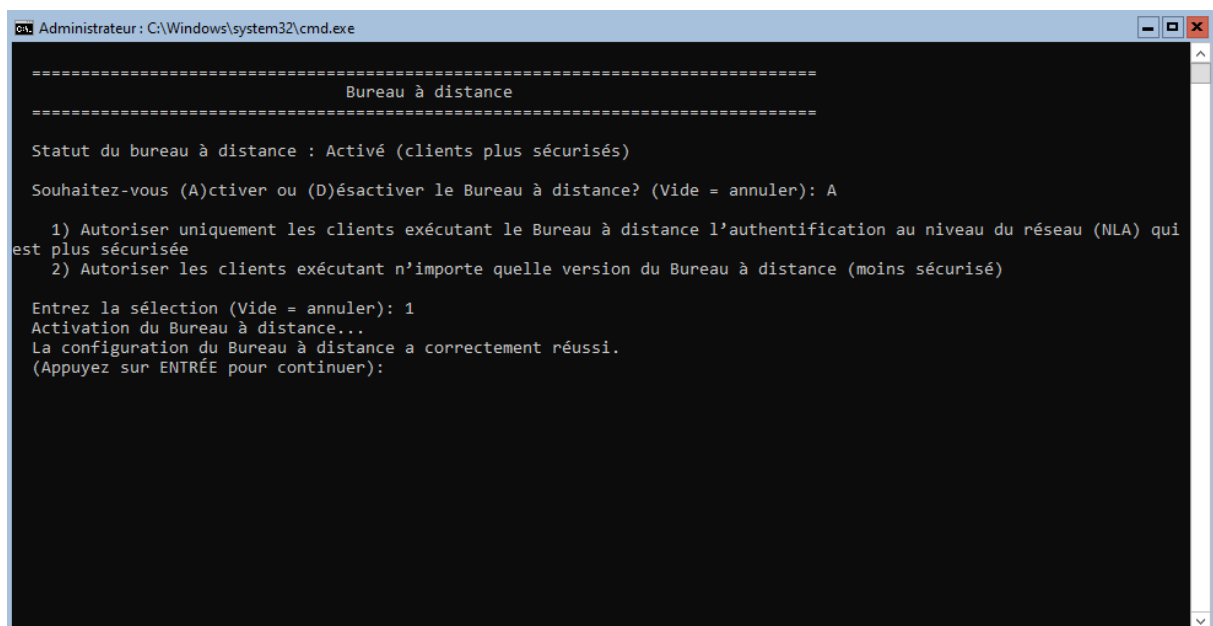 Administrateur : C:\Windows\system32\cmd.exe
===============================================================================
Bureau à distance
===============================================================================
Statut du bureau à distance : Activé (clients plus sécurisés)
Souhaitez-vous (A)ctiver ou (D)ésactiver le Bureau à distance? (Vide = annuler): A
1) Autoriser uniquement les clients exécutant le Bureau à distance l’authentification au niveau du réseau (NLA) qui
est plus sécurisée
2) Autoriser les clients exécutant n’importe quelle version du Bureau à distance (moins sécurisé)
Entrez la sélection (Vide = annuler): 1
Activation du Bureau à distance...
La configuration du Bureau à distance a correctement réussi.
(Appuyez sur ENTRÉE pour continuer):